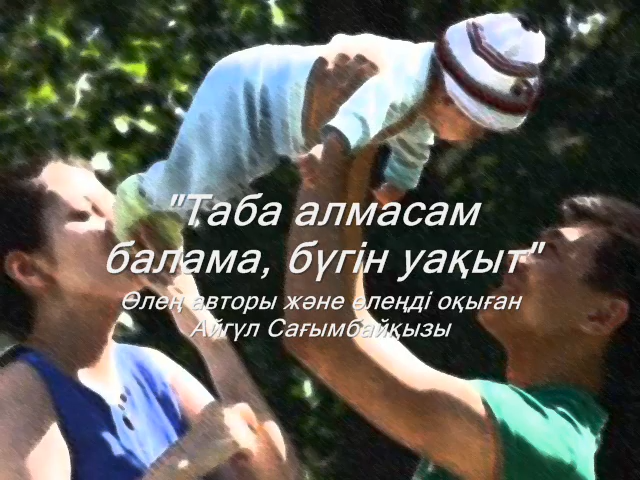 "Таба алмасам
балама, бүгін уақыт"
Өлең авторы және өлеңді оқыған
Айгүл Сағымбайқызы